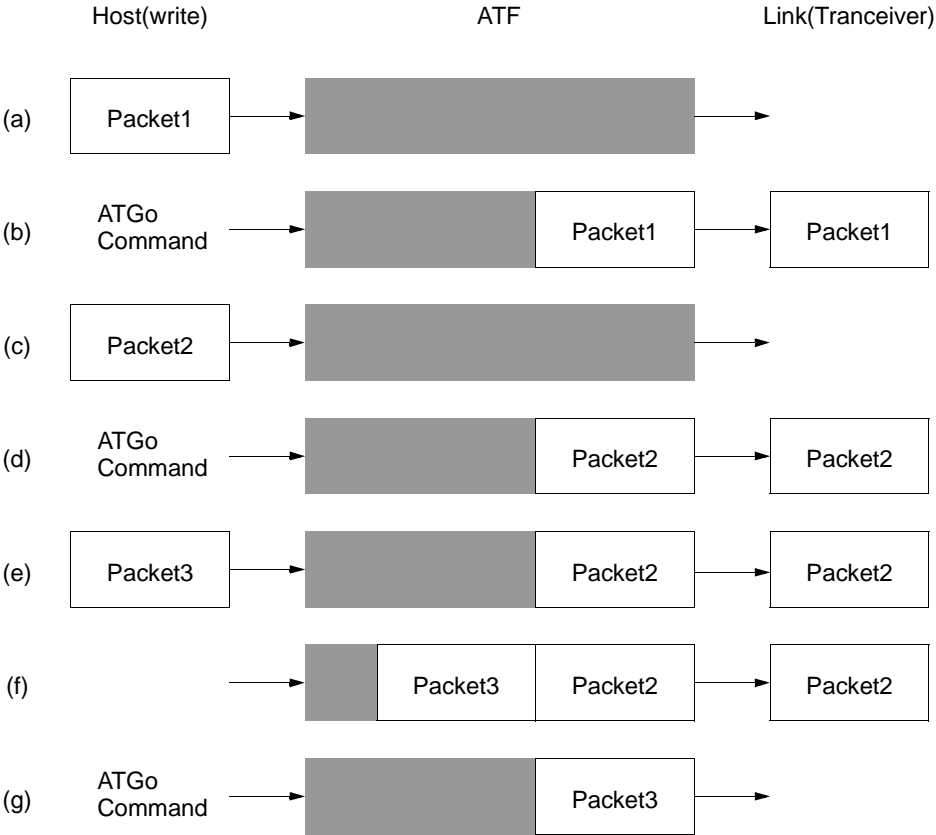 Host(write) ATF Link(Tranceiver)
(a) Packet1
(b) ATGo
Command Packet1 Packet1
(c) Packet2
(d) ATGo
Command Packet2 Packet2
(e) Packet3 Packet2 Packet2
(f) Packet3 Packet2 Packet2
(g) ATGo
Command Packet3